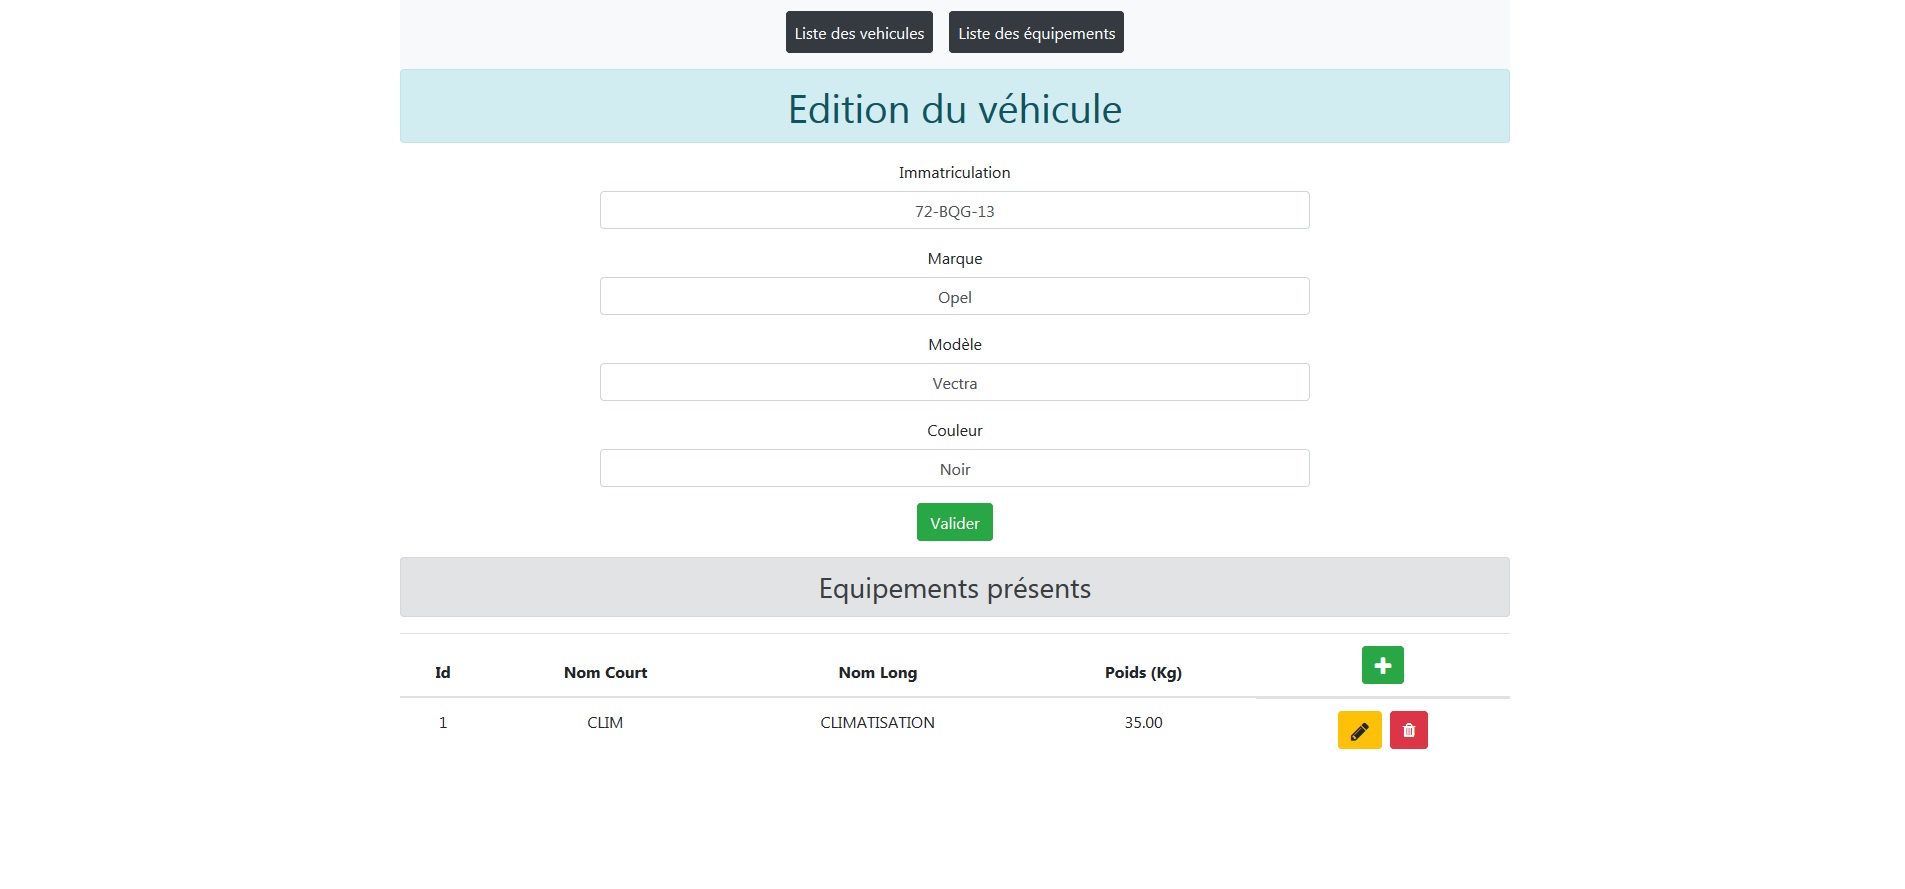 Liste des vehicules Liste des équipements
Edition du véhicule
Immatriculation
72-BQG-13
Marque
Opel
Modèle
Vectra
Couleur
Noir
Valider
Equipements présents
Id Nom Court Nom Long Poids (Kg)
1 CLIM CLIMATISATION 35.00